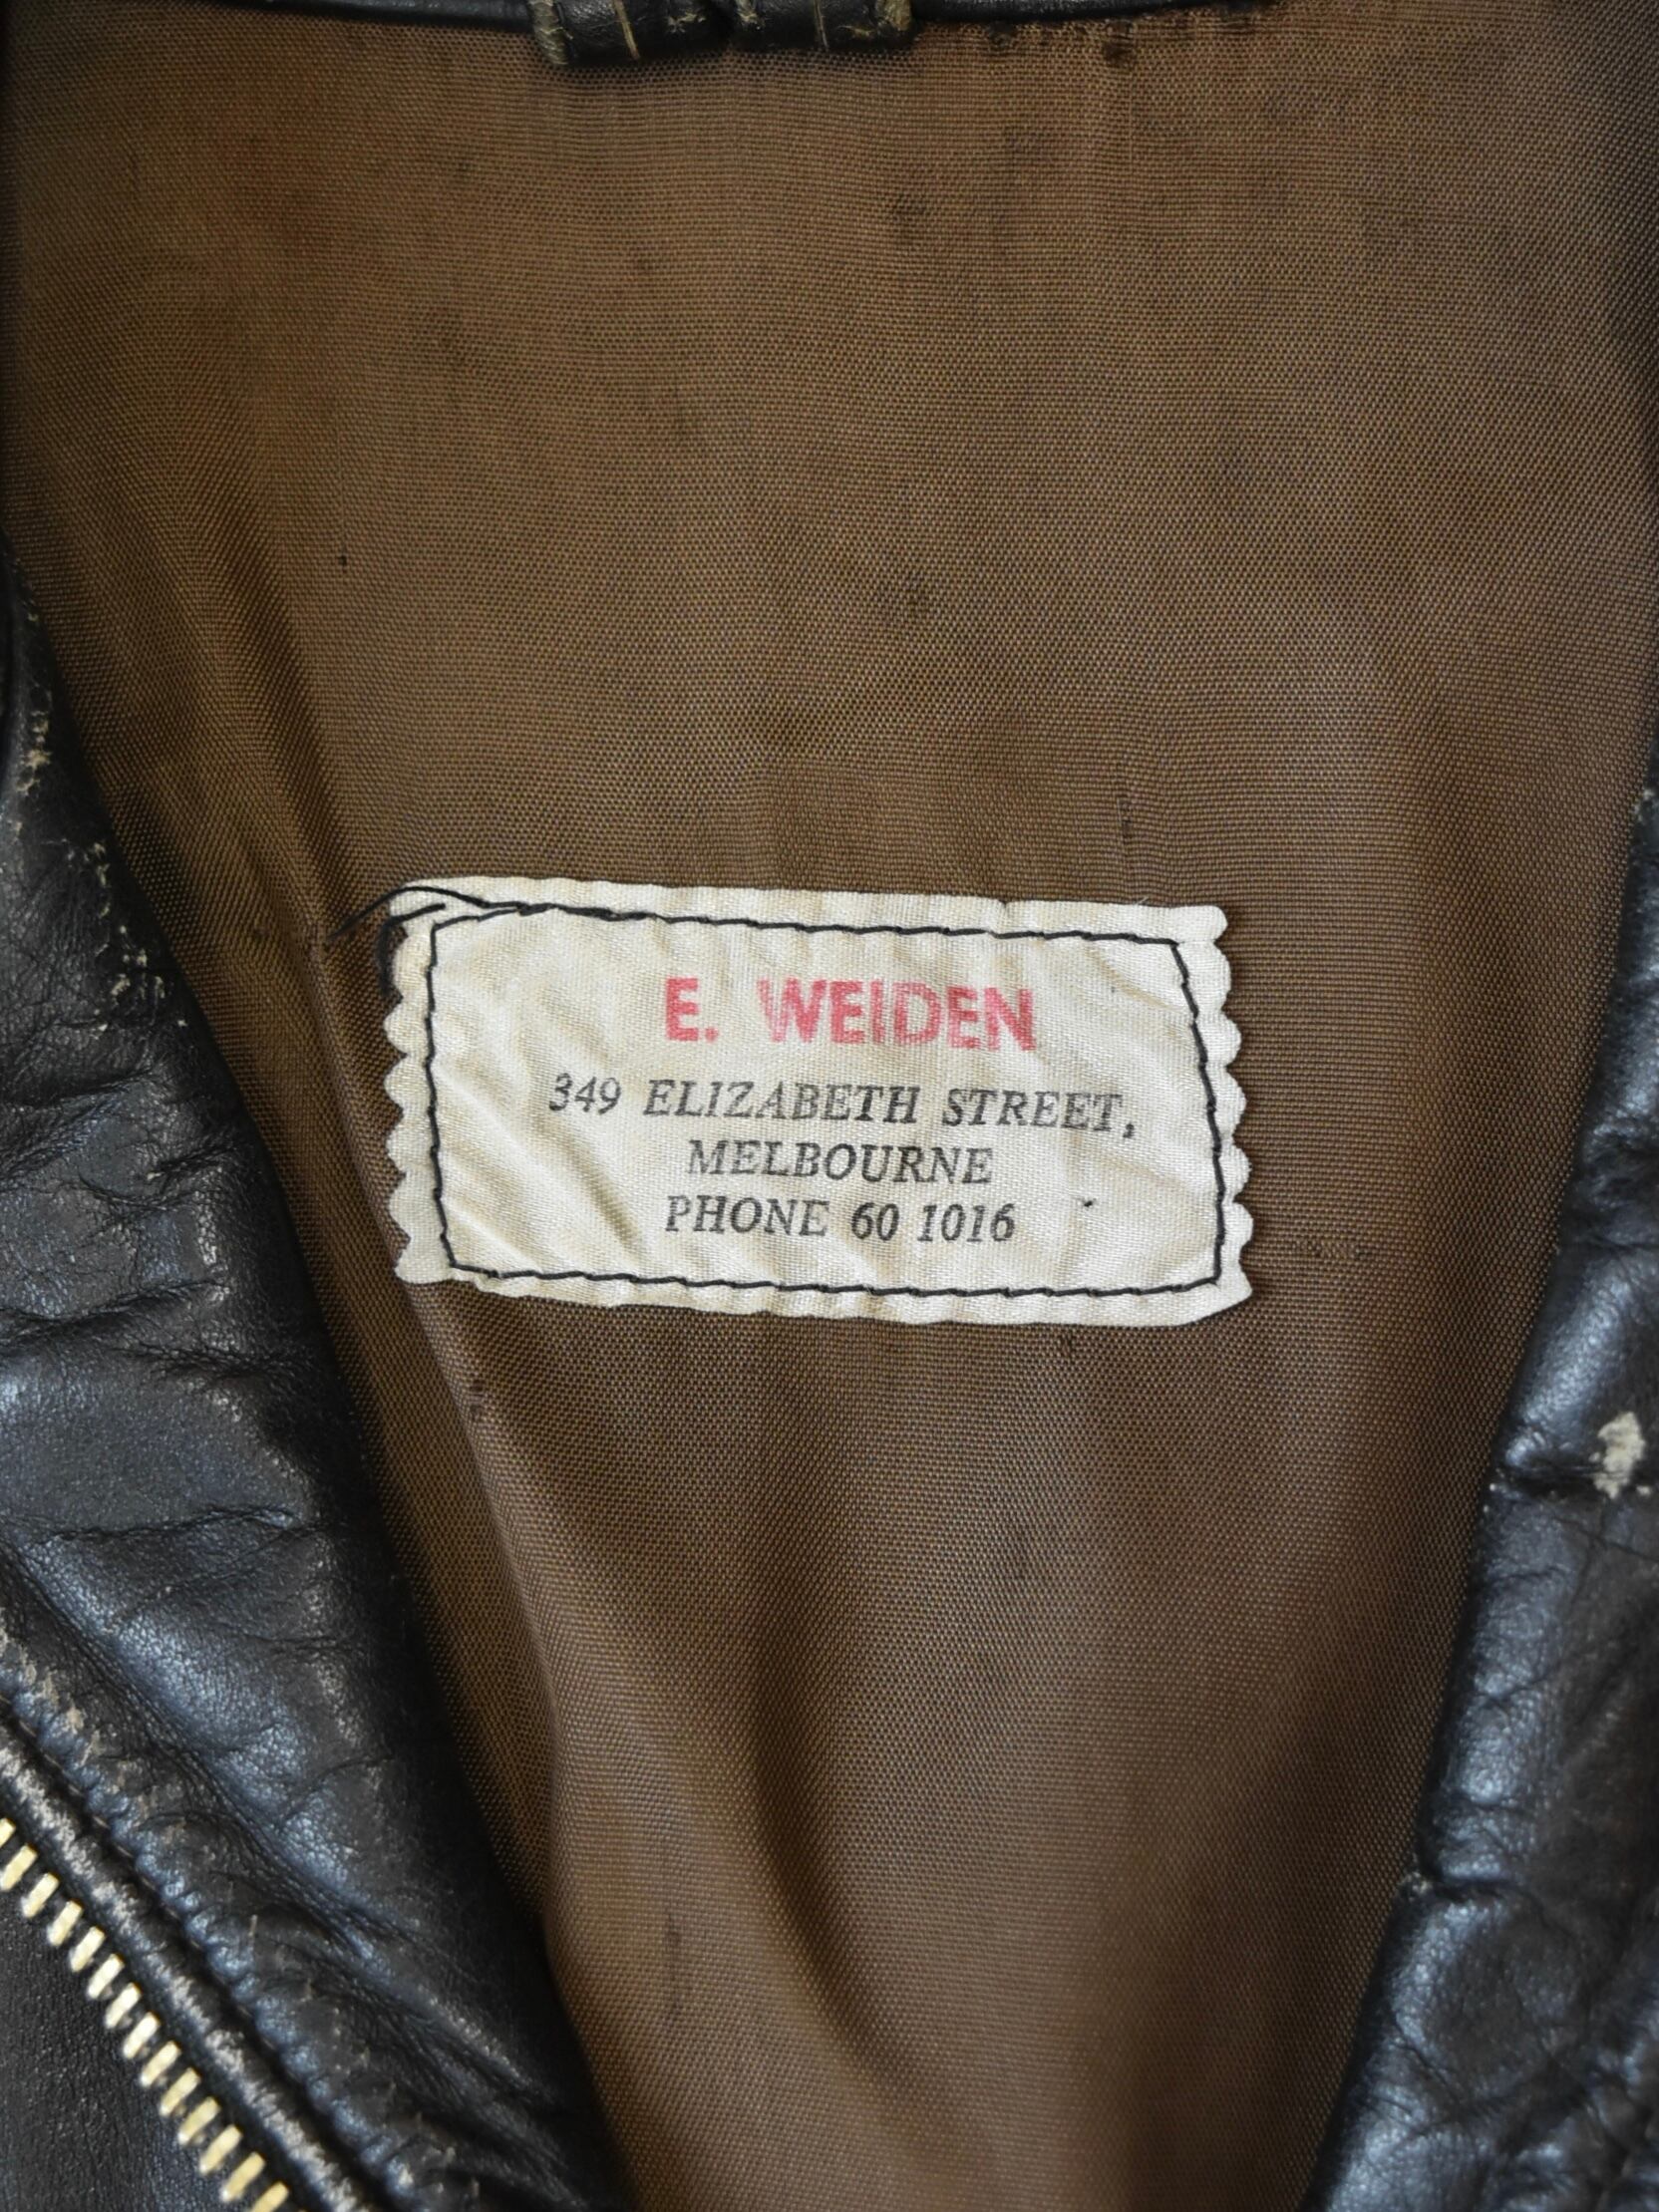 E. WEIDEN
349 ELIZABETH STREET,
MELBOURNE
PHONE 60 1016